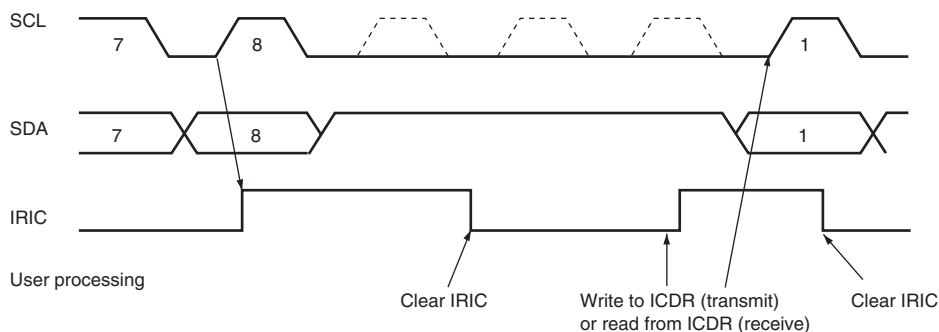 SCL
7
8
1
SDA
7
8
1
IRIC
User processing
Clear IRIC
Write to ICDR (transmit)
or read from ICDR (receive)
Clear IRIC